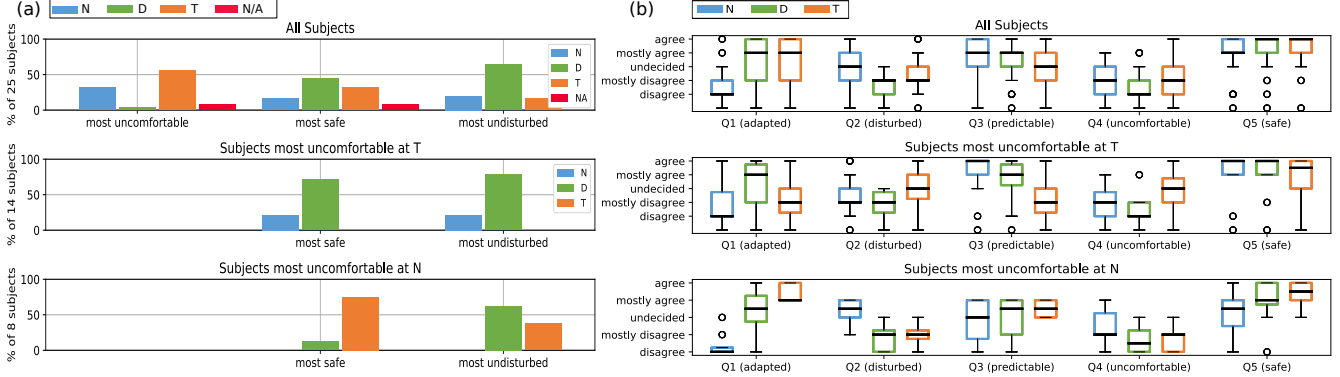 (a)
N D T N/A
All Subjects
% of 25 subjects
100
50
0
N
D
T
NA
most uncomfortable
most safe
most undisturbed
Subjects most uncomfortable at T
% of 14 subjects
100
50
0
N
D
T
most safe
most undisturbed
Subjects most uncomfortable at N
% of 8 subjects
100
50
0
most safe
most undisturbed
(b)
N D T
All Subjects
agree
mostly agree
undecided
mostly disagree
disagree
Q1 (adapted)
Q2 (disturbed)
Q3 (predictable)
Q4 (uncomfortable)
Q5 (safe)
Subjects most uncomfortable at T
agree
mostly agree
undecided
mostly disagree
disagree
Q1 (adapted)
Q2 (disturbed)
Q3 (predictable)
Q4 (uncomfortable)
Q5 (safe)
Subjects most uncomfortable at N
agree
mostly agree
undecided
mostly disagree
disagree
Q1 (adapted)
Q2 (disturbed)
Q3 (predictable)
Q4 (uncomfortable)
Q5 (safe)